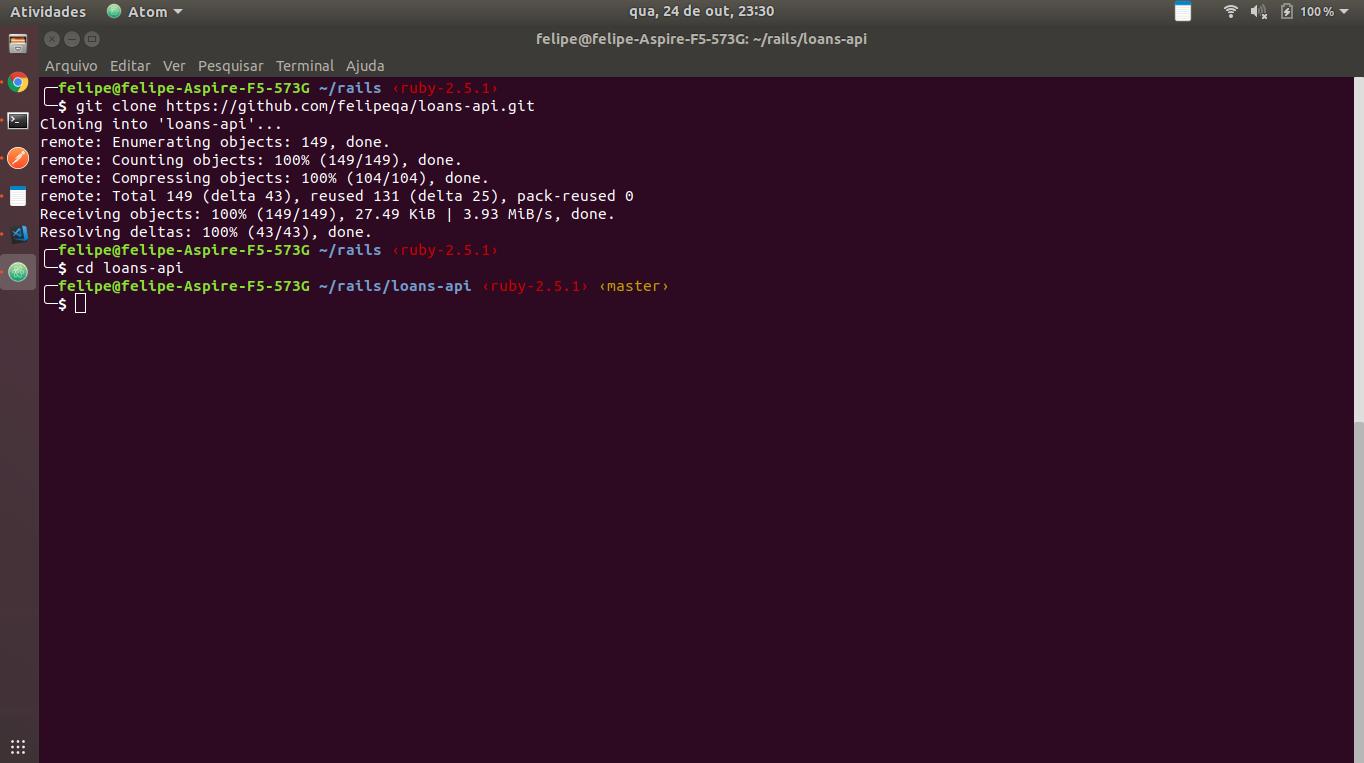 Atividades Atom qua, 24 de out, 23:30 100%
felipe@felipe-Aspire-F5-573G: ~/rails/loans-api
Arquivo Editar Ver Pesquisar Terminal Ajuda
felipe@felipe-Aspire-F5-573G ~/rails ‹ruby-2.5.1›
$ git clone https://github.com/felipeqa/loans-api.git
Cloning into 'loans-api'...
remote: Enumerating objects: 149, done.
remote: Counting objects: 100% (149/149), done.
remote: Compressing objects: 100% (104/104), done.
remote: Total 149 (delta 43), reused 131 (delta 25), pack-reused 0
Receiving objects: 100% (149/149), 27.49 KiB | 3.93 MiB/s, done.
Resolving deltas: 100% (43/43), done.
felipe@felipe-Aspire-F5-573G ~/rails ‹ruby-2.5.1›
$ cd loans-api
felipe@felipe-Aspire-F5-573G ~/rails/loans-api ‹ruby-2.5.1› ‹master›
$